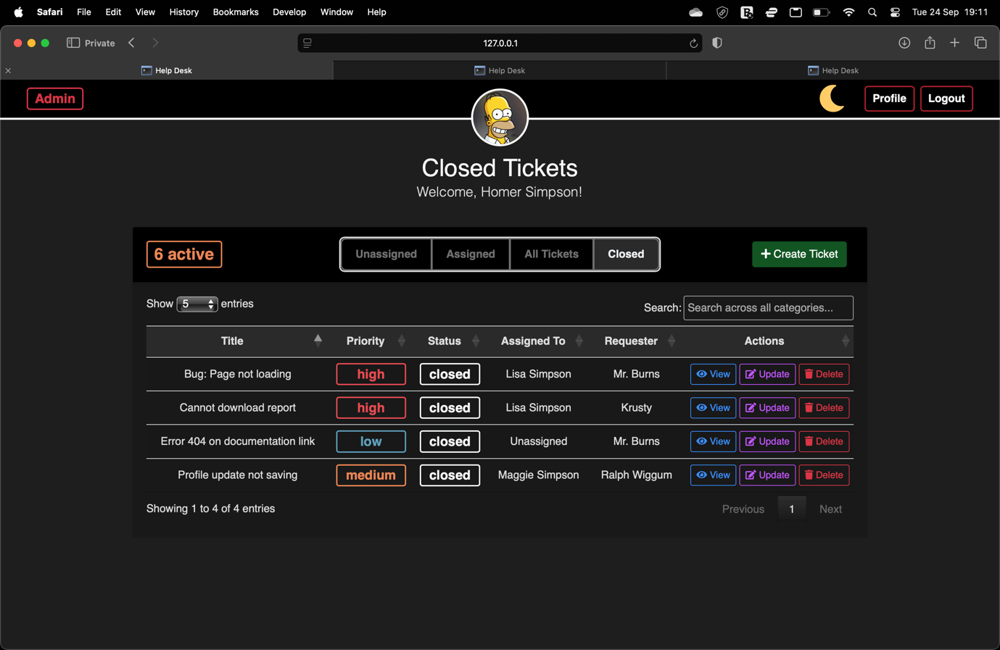 Safari File Edit View History Bookmarks Develop Window Help Tue 24 Sep 19:11
Private 127.0.0.1
Help Desk Help Desk Help Desk
Admin Profile Logout
Closed Tickets
Welcome, Homer Simpson!
6 active Unassigned Assigned All Tickets Closed Create Ticket
Show 5 entries Search: Search across all categories...
Title Priority Status Assigned To Requester Actions
Bug: Page not loading high closed Lisa Simpson Mr. Burns View Update Delete
Cannot download report high closed Lisa Simpson Krusty View Update Delete
Error 404 on documentation link low closed Unassigned Mr. Burns View Update Delete
Profile update not saving medium closed Maggie Simpson Ralph Wiggum View Update Delete
Showing 1 to 4 of 4 entries Previous 1 Next